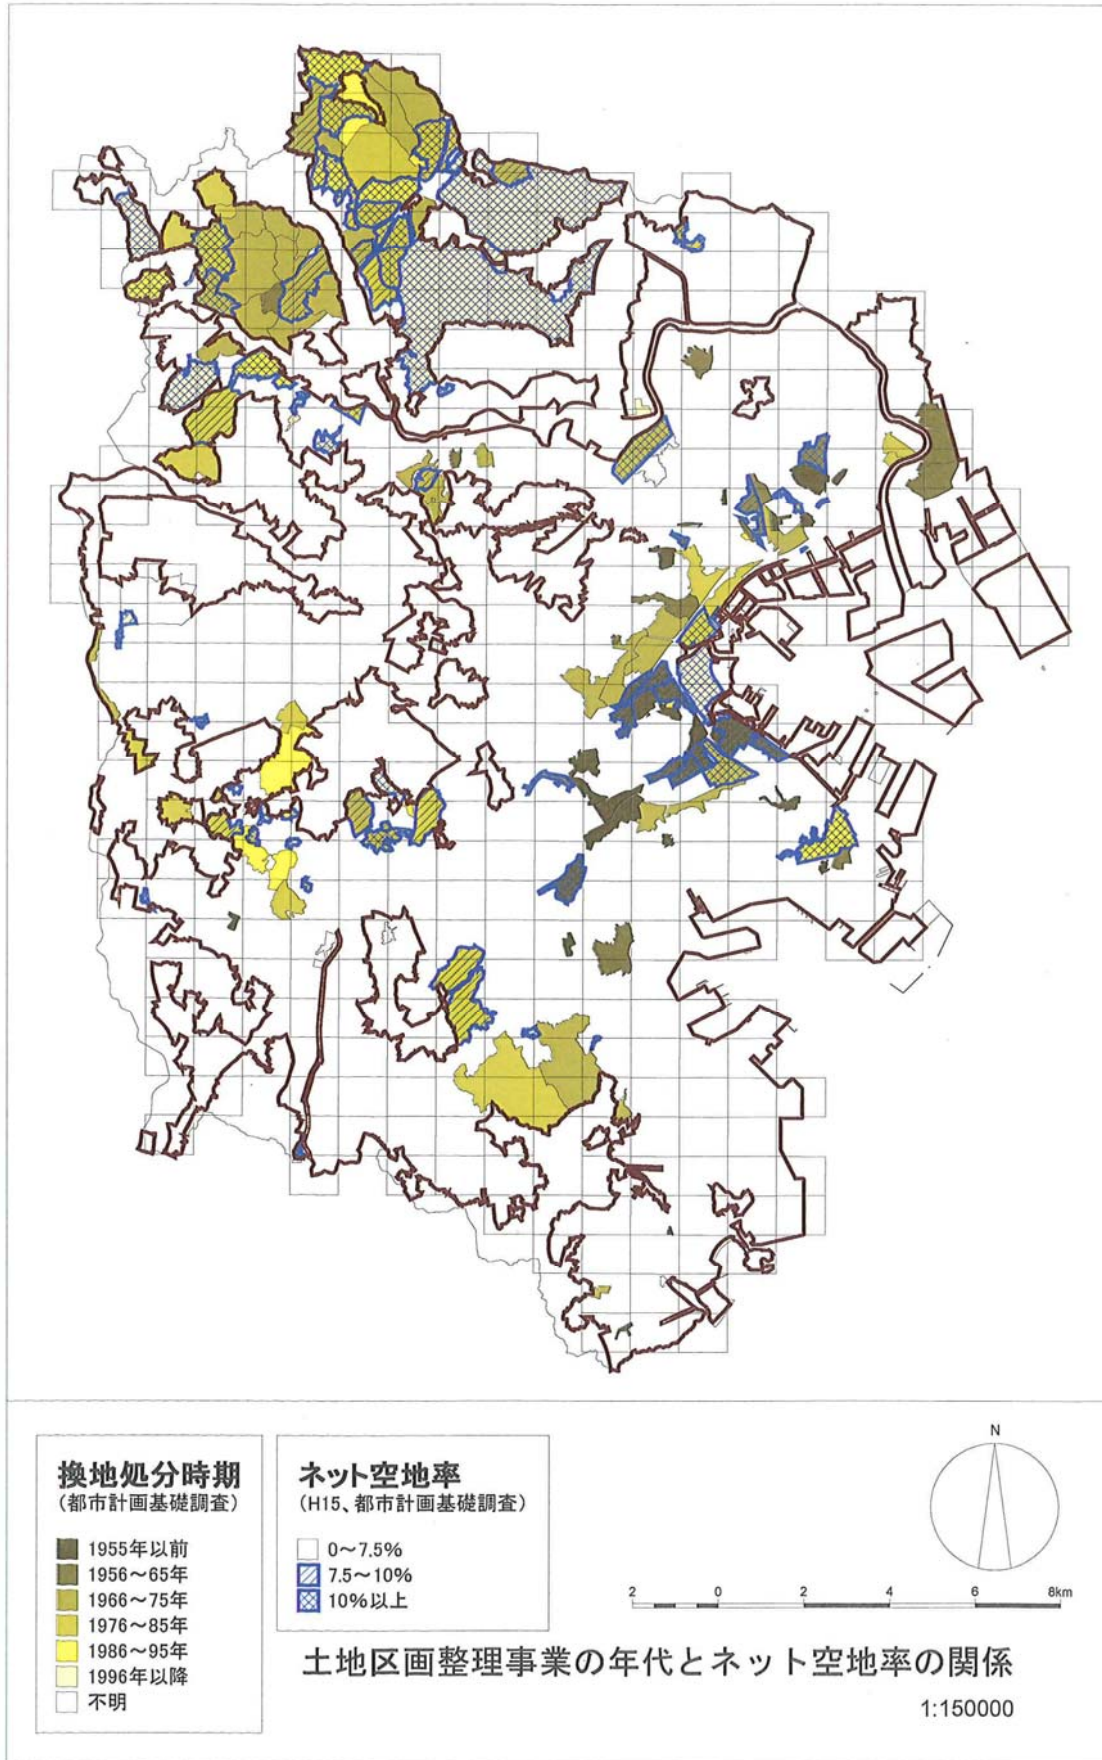 換地処分時期
(都市計画基礎調査)
1955年以前
1956～65年
1966～75年
1976～85年
1986～95年
1996年以降
不明
ネット空地率
(H15、都市計画基礎調査)
0～7.5%
7.5～10%
10%以上
N
2 0 2 4 6 8km
土地区画整理事業の年代とネット空地率の関係
1:150000